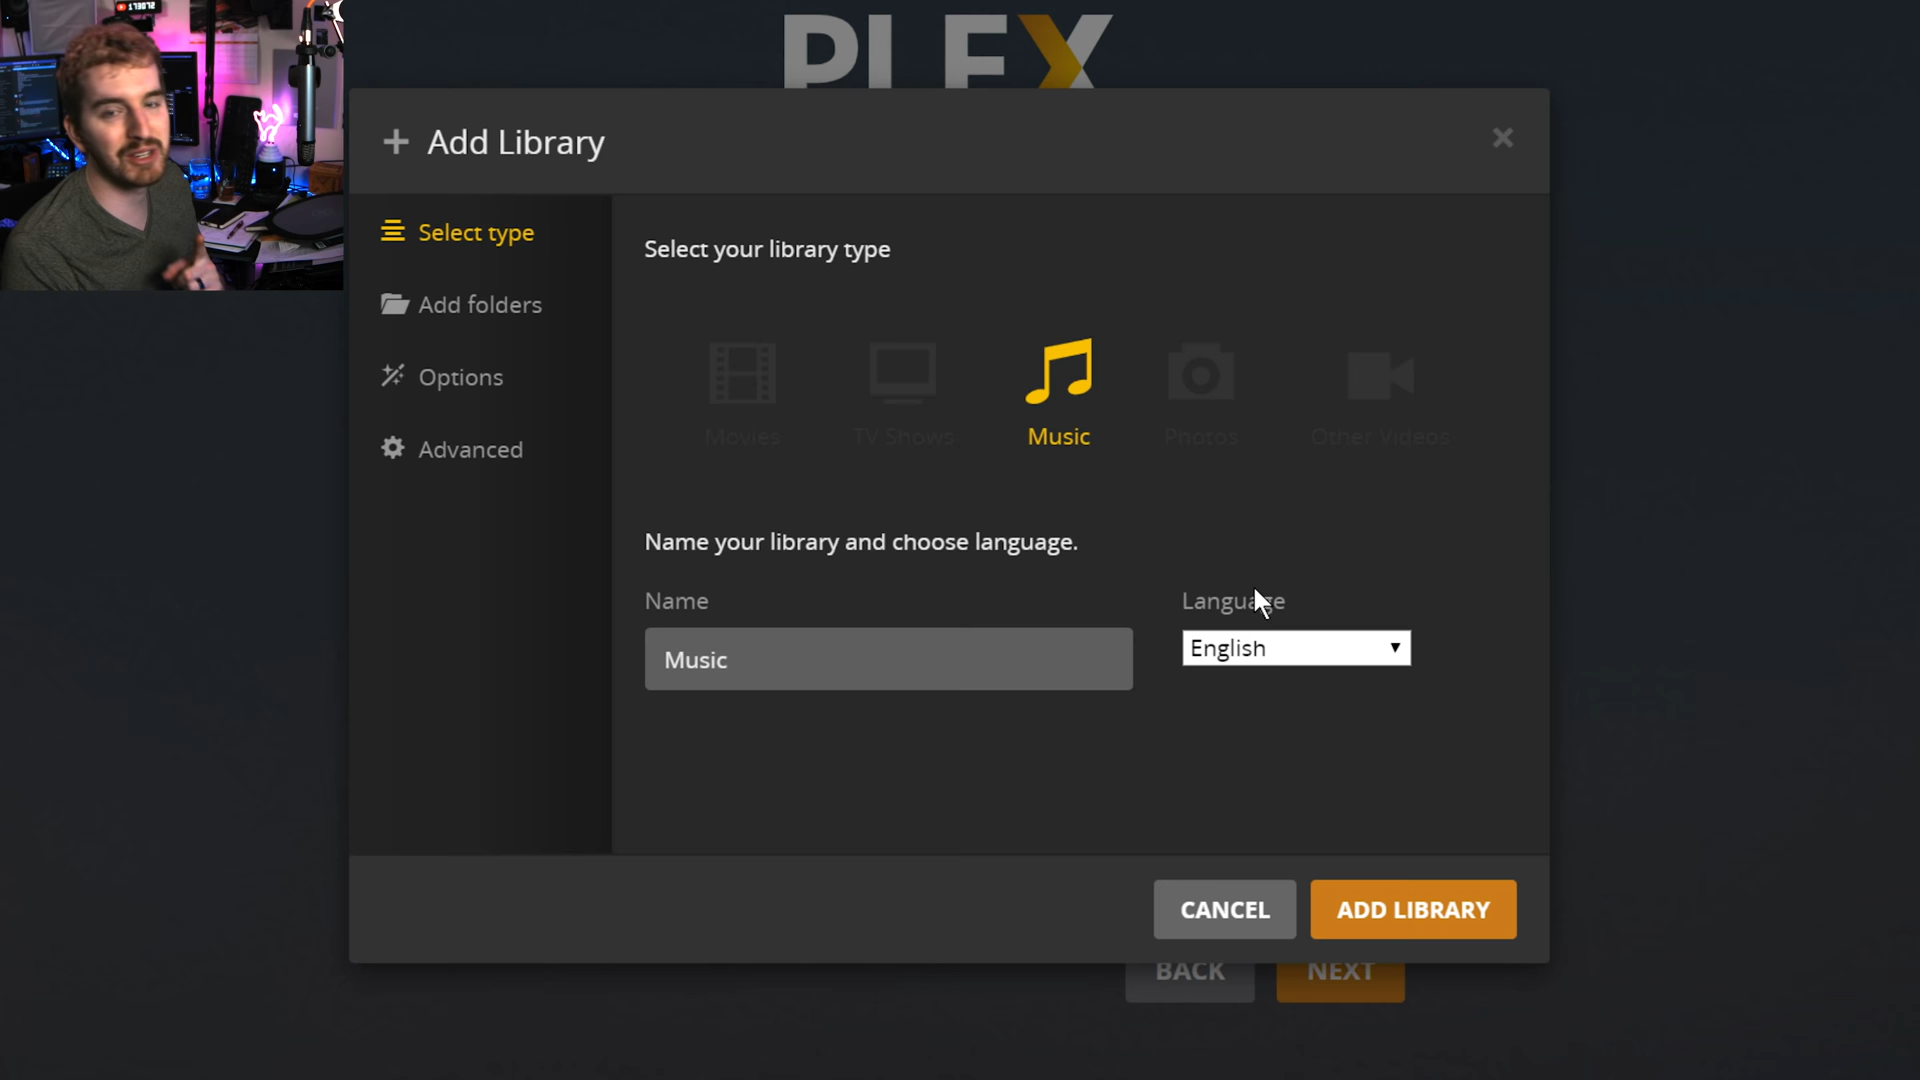 173072
PLEX
+ Add Library
×
Select type
Add folders
Options
Advanced
Select your library type
Movies
TV Shows
Music
Photos
Other Videos
Name your library and choose language.
Name
Language
Music
English
CANCEL
ADD LIBRARY
BACK
NEXT